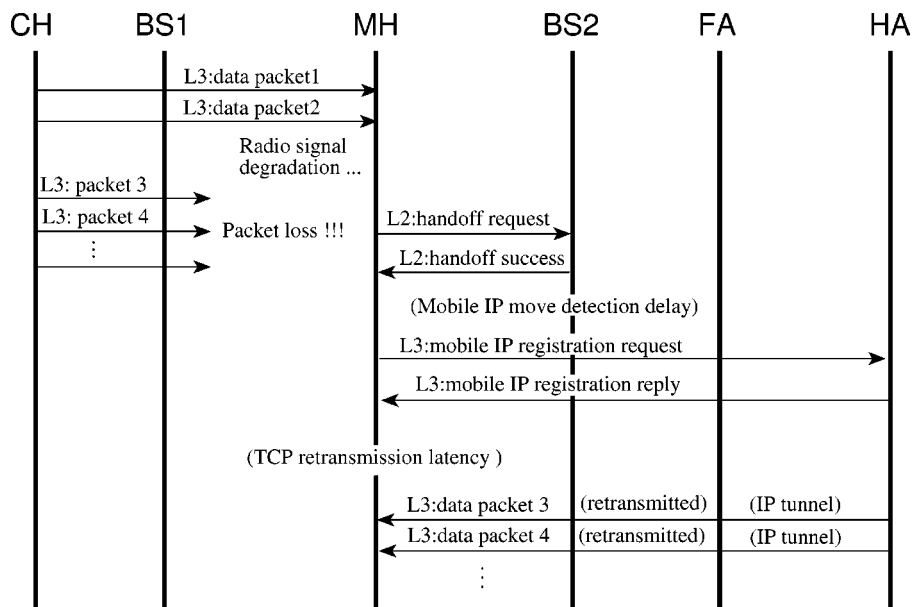 CH BS1 MH BS2 FA HA
L3:data packet1
L3:data packet2
Radio signal
degradation ...
L3: packet 3
L3: packet 4
Packet loss !!!
L2:handoff request
L2:handoff success
(Mobile IP move detection delay)
L3:mobile IP registration request
L3:mobile IP registration reply
(TCP retransmission latency )
L3:data packet 3 (retransmitted) (IP tunnel)
L3:data packet 4 (retransmitted) (IP tunnel)